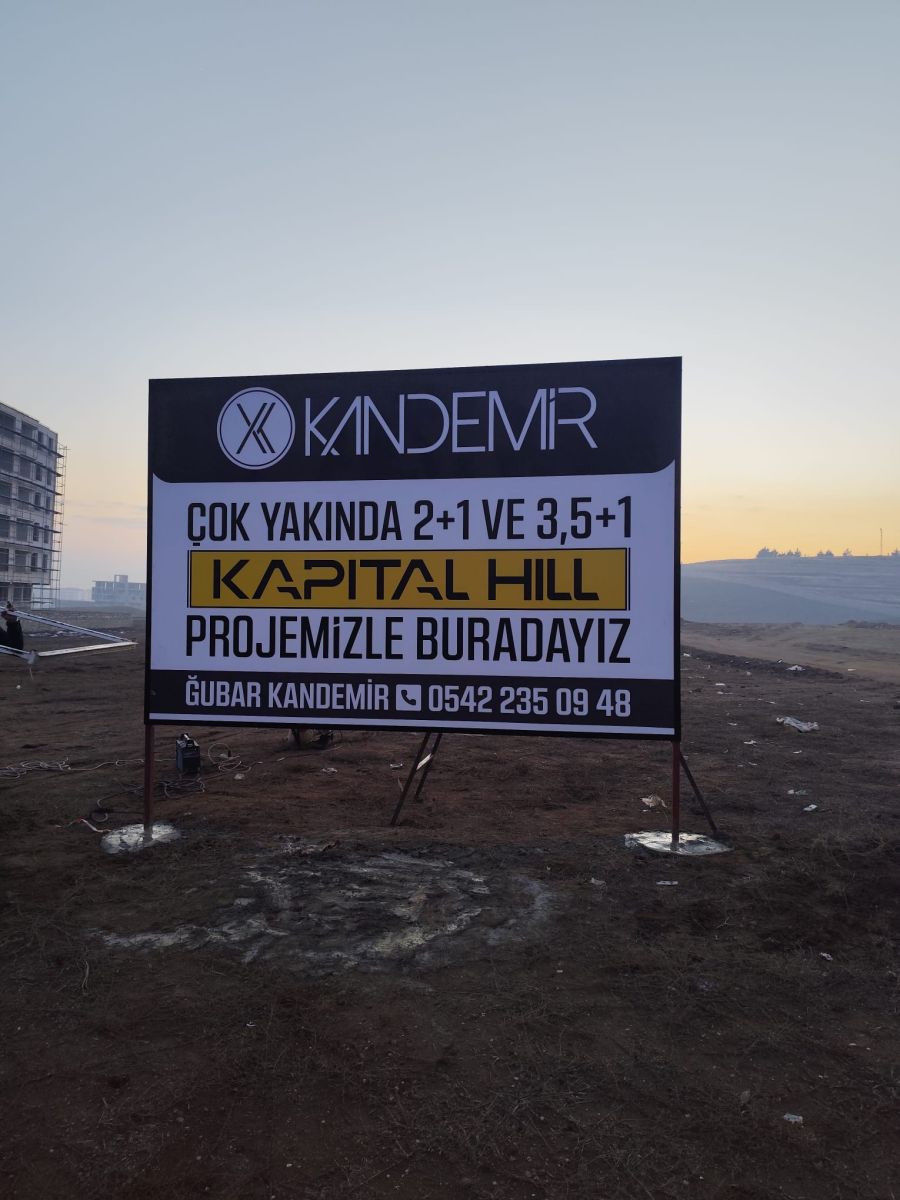 KANDEMİR
ÇOK YAKINDA 2+1 VE 3,5+1
KAPITAL HILL
PROJEMİZLE BURADAYIZ
ĞUBAR KANDEMİR 0542 235 09 48